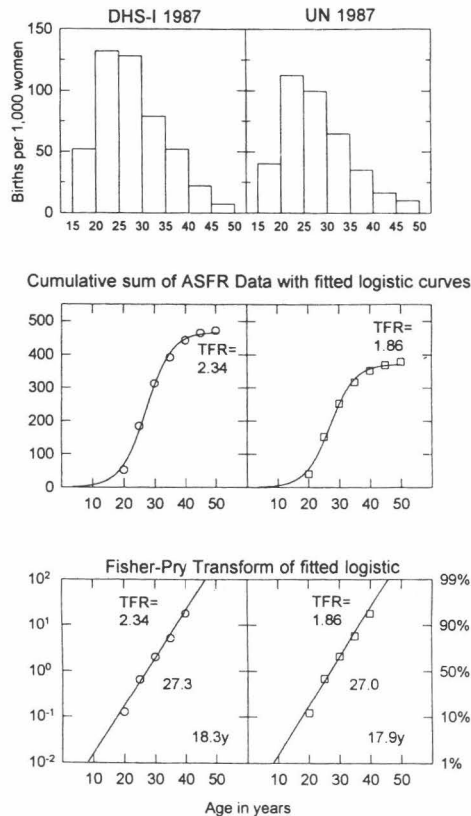 DHS-I 1987 UN 1987
Births per 1,000 women
150
100
50
0
15 20 25 30 35 40 45 50 15 20 25 30 35 40 45 50
Cumulative sum of ASFR Data with fitted logistic curves
500
400
300
200
100
0
TFR=
2.34
TFR=
1.86
10 20 30 40 50 10 20 30 40 50
Fisher-Pry Transform of fitted logistic
10² 99%
10¹ 90%
10⁰ 50%
10⁻¹ 10%
10⁻² 1%
TFR=
2.34
27.3
18.3y
TFR=
1.86
27.0
17.9y
10 20 30 40 50 10 20 30 40 50
Age in years